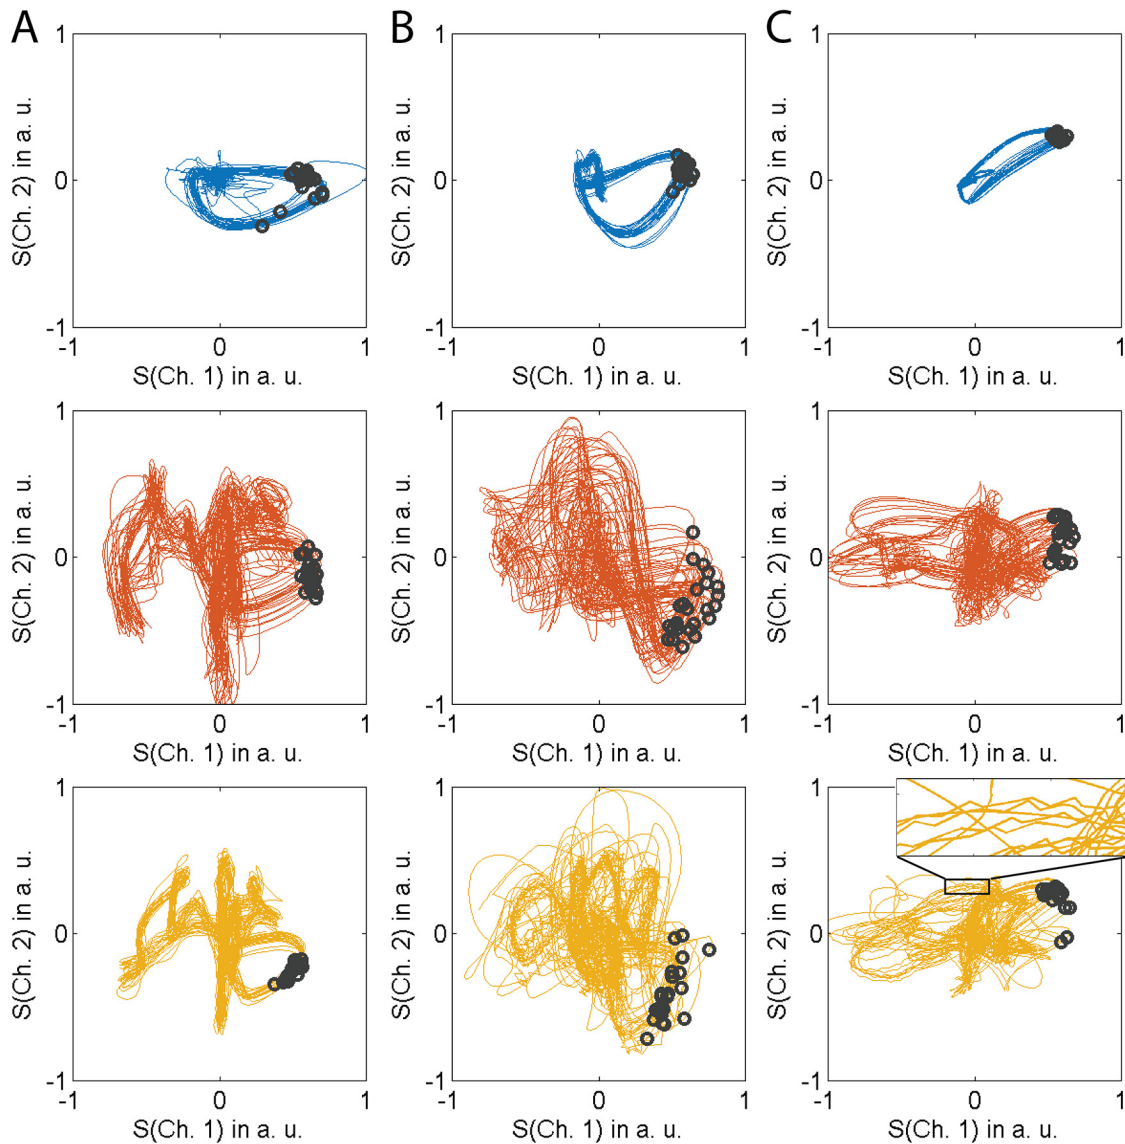 A B C
1 1 1
S(Ch. 2) in a. u. S(Ch. 2) in a. u. S(Ch. 2) in a. u.
0 0 0
-1 -1 -1
-1 0 1 -1 0 1 -1 0 1
S(Ch. 1) in a. u. S(Ch. 1) in a. u. S(Ch. 1) in a. u.
1 1 1
S(Ch. 2) in a. u. S(Ch. 2) in a. u. S(Ch. 2) in a. u.
0 0 0
-1 -1 -1
-1 0 1 -1 0 1 -1 0 1
S(Ch. 1) in a. u. S(Ch. 1) in a. u. S(Ch. 1) in a. u.
1 1 1
S(Ch. 2) in a. u. S(Ch. 2) in a. u. S(Ch. 2) in a. u.
0 0 0
-1 -1 -1
-1 0 1 -1 0 1 -1 0 1
S(Ch. 1) in a. u. S(Ch. 1) in a. u. S(Ch. 1) in a. u.